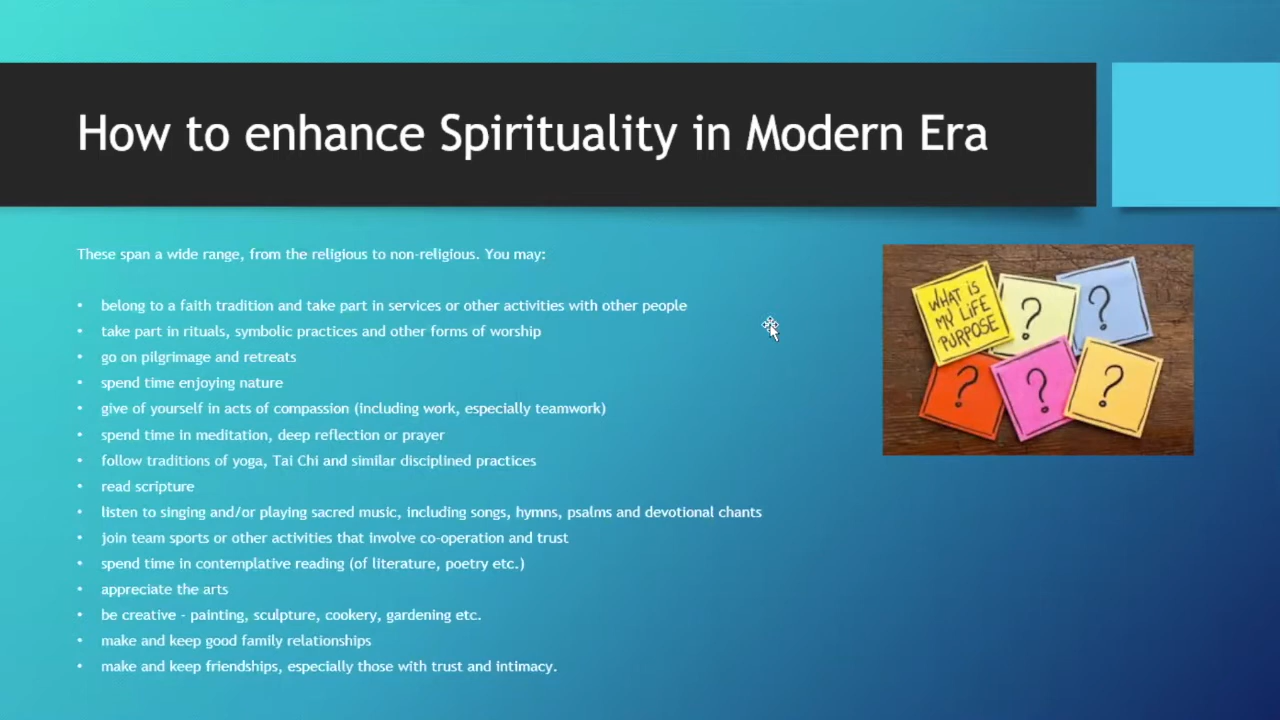 How to enhance Spirituality in Modern Era
These span a wide range, from the religious to non-religious. You may:
• belong to a faith tradition and take part in services or other activities with other people
• take part in rituals, symbolic practices and other forms of worship
• go on pilgrimage and retreats
• spend time enjoying nature
• give of yourself in acts of compassion (including work, especially teamwork)
• spend time in meditation, deep reflection or prayer
• follow traditions of yoga, Tai Chi and similar disciplined practices
• read scripture
• listen to singing and/or playing sacred music, including songs, hymns, psalms and devotional chants
• join team sports or other activities that involve co-operation and trust
• spend time in contemplative reading (of literature, poetry etc.)
• appreciate the arts
• be creative - painting, sculpture, cookery, gardening etc.
• make and keep good family relationships
• make and keep friendships, especially those with trust and intimacy.
WHAT IS
MY LIFE
PURPOSE
?
?
?
?
?